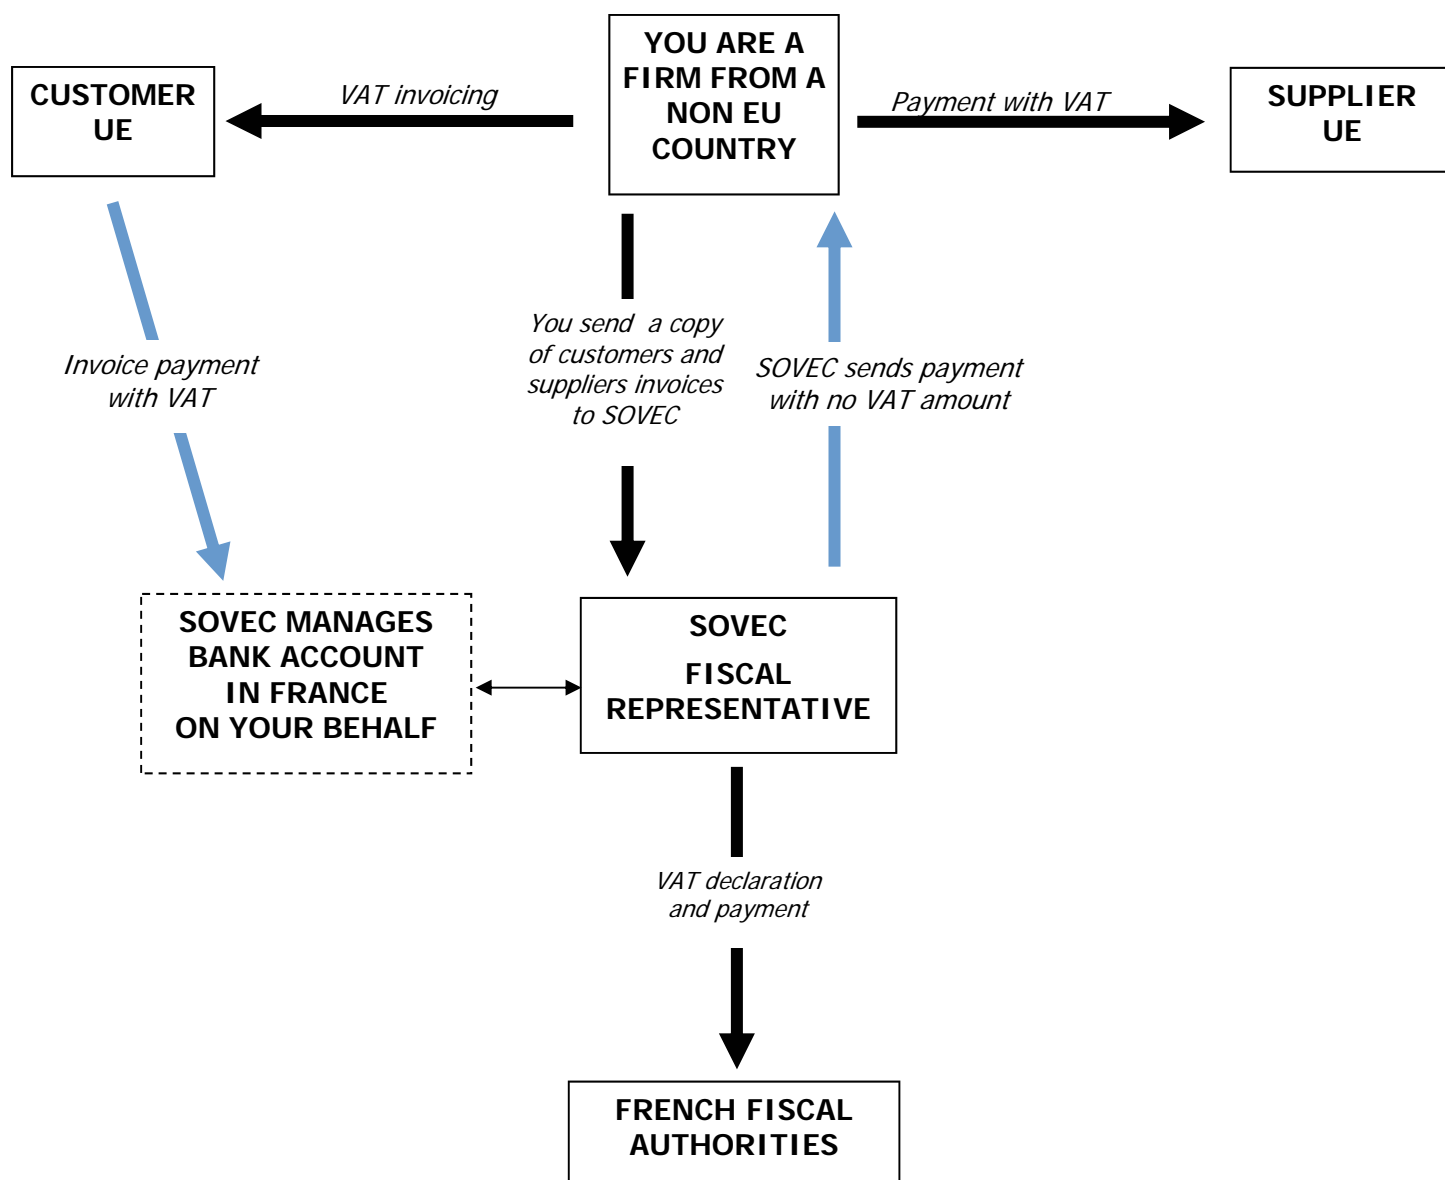 YOU ARE A
FIRM FROM A
NON EU
COUNTRY
CUSTOMER
UE
VAT invoicing
Payment with VAT
SUPPLIER
UE
Invoice payment
with VAT
You send a copy
of customers and
suppliers invoices
to SOVEC
SOVEC sends payment
with no VAT amount
SOVEC MANAGES
BANK ACCOUNT
IN FRANCE
ON YOUR BEHALF
SOVEC
FISCAL
REPRESENTATIVE
VAT declaration
and payment
FRENCH FISCAL
AUTHORITIES